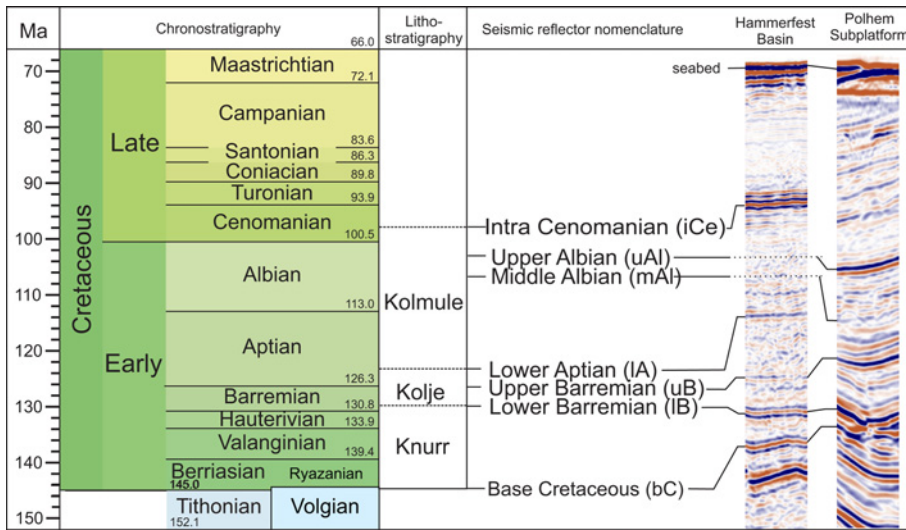 Ma
Chronostratigraphy
66.0
Litho-
stratigraphy
Seismic reflector nomenclature
Hammerfest
Basin
Polhem
Subplatform
70
80
90
100
110
120
130
140
150
Cretaceous
Late
Early
Maastrichtian
72.1
Campanian
83.6
Santonian
86.3
Coniacian
89.8
Turonian
93.9
Cenomanian
100.5
Albian
113.0
Aptian
126.3
Barremian
130.8
Hauterivian
133.9
Valanginian
139.4
Berriasian
Ryazanian
145.0
Tithonian
Volgian
152.1
Kolmule
Kolje
Knurr
seabed
Intra Cenomanian (iCe)
Upper Albian (uAl)
Middle Albian (mAl)
Lower Aptian (lA)
Upper Barremian (uB)
Lower Barremian (lB)
Base Cretaceous (bC)